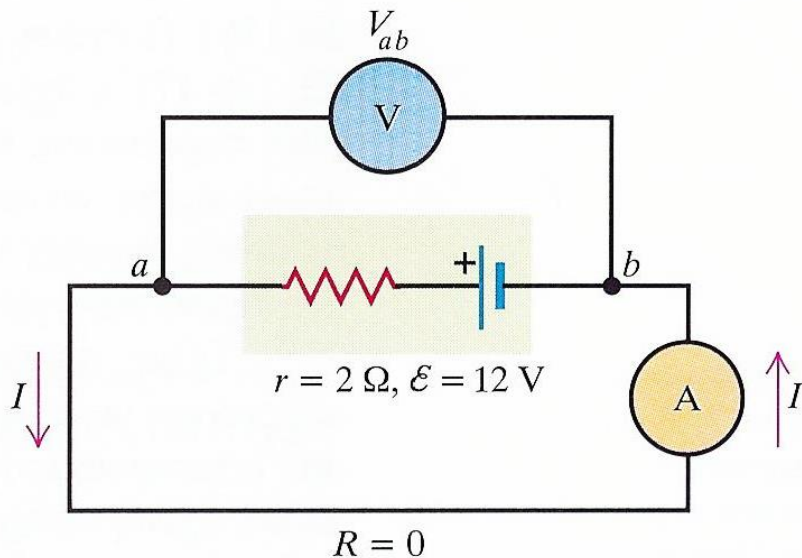 V_ab
V
a
+
b
r = 2 Ω, ℰ = 12 V
I
A
I
R = 0